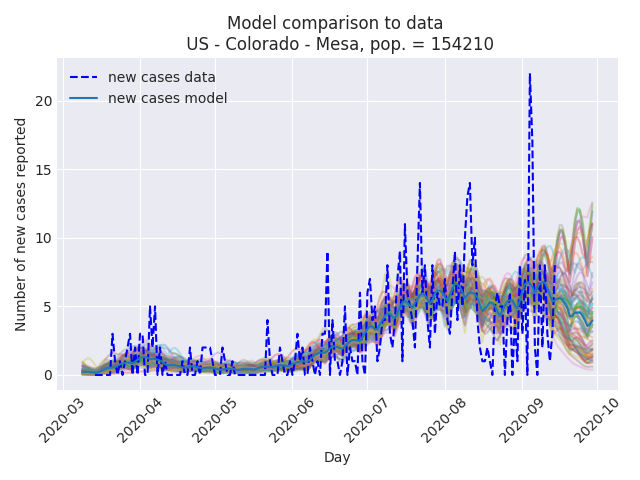 Model comparison to data
US - Colorado - Mesa, pop. = 154210
new cases data
new cases model
Number of new cases reported
20
15
10
5
0
2020-03
2020-04
2020-05
2020-06
2020-07
2020-08
2020-09
2020-10
Day